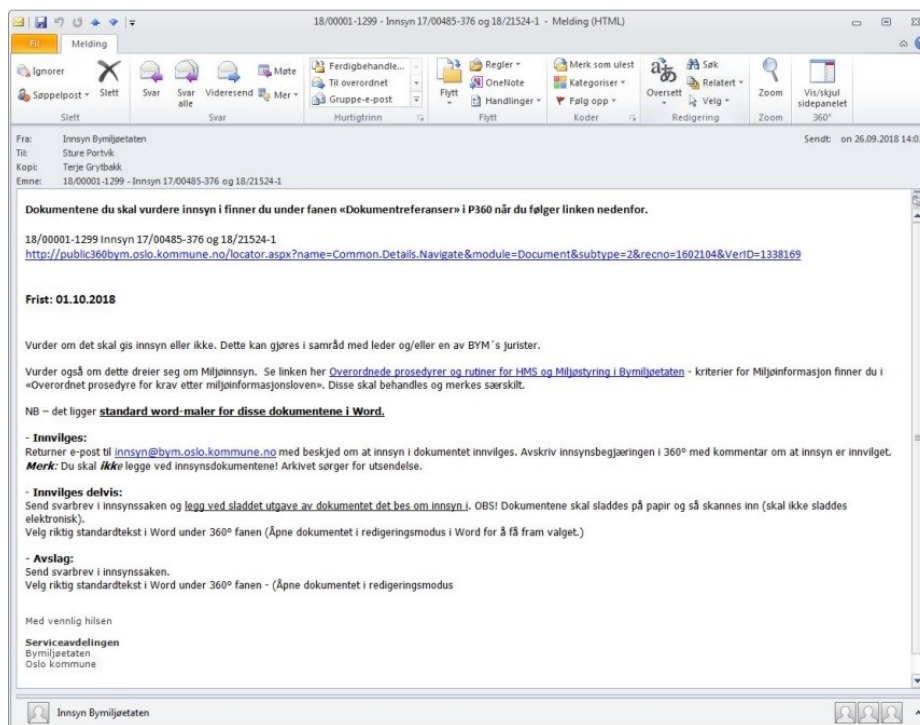 18/00001-1299 - Innsyn 17/00485-376 og 18/21524-1 - Melding (HTML)
Fil Melding
Ignorer
Søppelpost
Slett
Slett
Svar
Svar alle
Videresend
Møte
Mer
Svar
Ferdigbehandle...
Til overordnet
Gruppe-e-post
Hurtigtrinn
Flytt
Regler
OneNote
Handlinger
Flytt
Merk som ulest
Kategoriser
Følg opp
Koder
Oversett
Søk
Relatert
Velg
Redigering
Zoom
Zoom
Vis/skjul sidepanelet
360°
Fra: Innsyn Bymiljøetaten Sendt: on 26.09.2018 14:0
Til: Sture Portvik
Kopi: Terje Grytbakk
Emne: 18/00001-1299 - Innsyn 17/00485-376 og 18/21524-1
Dokumentene du skal vurdere innsyn i finner du under fanen «Dokumentreferanser» i P360 når du følger linken nedenfor.
18/00001-1299 Innsyn 17/00485-376 og 18/21524-1
http://public360bym.oslo.kommune.no/locator.aspx?name=Common.Details.Navigate&module=Document&subtype=2&recno=1602104&VerID=1338169
Frist: 01.10.2018
Vurder om det skal gis innsyn eller ikke. Dette kan gjøres i samråd med leder og/eller en av BYM´s jurister.
Vurder også om dette dreier seg om Miljøinnsyn. Se linken her Overordnede prosedyrer og rutiner for HMS og Miljøstyring i Bymiljøetaten - kriterier for Miljøinformasjon finner du i
«Overordnet prosedyre for krav etter miljøinformasjonsloven». Disse skal behandles og merkes særskilt.
NB – det ligger standard word-maler for disse dokumentene i Word.
- Innvilges:
Returner e-post til innsyn@bym.oslo.kommune.no med beskjed om at innsyn i dokumentet innvilges. Avskriv innsynsbegjæringen i 360° med kommentar om at innsyn er innvilget.
Merk: Du skal ikke legge ved innsynsdokumentene! Arkivet sørger for utsendelse.
- Innvilges delvis:
Send svarbrev i innsynssaken og legg ved sladdet utgave av dokumentet det bes om innsyn i. OBS! Dokumentene skal sladdes på papir og så skannes inn (skal ikke sladdes
elektronisk).
Velg riktig standardtekst i Word under 360° fanen (Åpne dokumentet i redigeringsmodus i Word for å få fram valget.)
- Avslag:
Send svarbrev i innsynssaken.
Velg riktig standardtekst i Word under 360° fanen - (Åpne dokumentet i redigeringsmodus
Med vennlig hilsen
Serviceavdelingen
Bymiljøetaten
Oslo kommune
Innsyn Bymiljøetaten